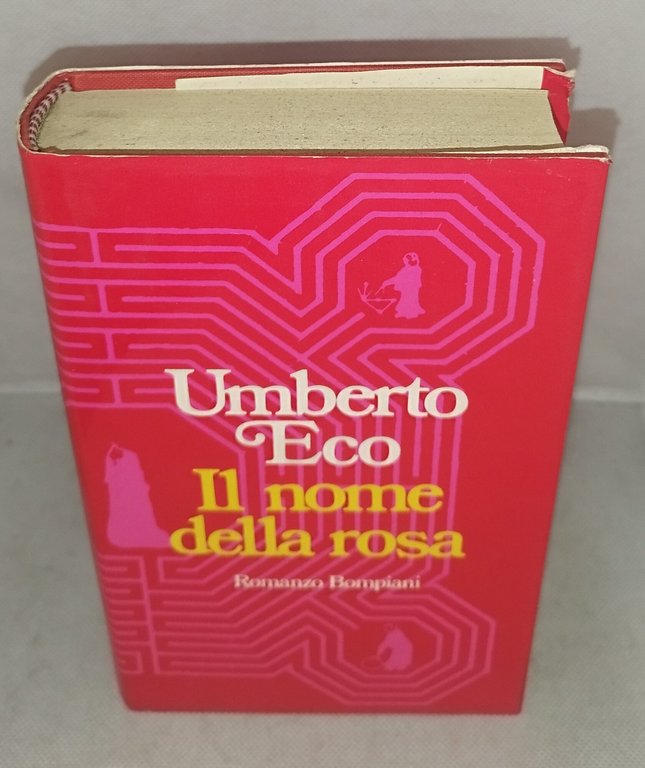 Umberto
Eco
Il nome
della rosa
Romanzo Bompiani